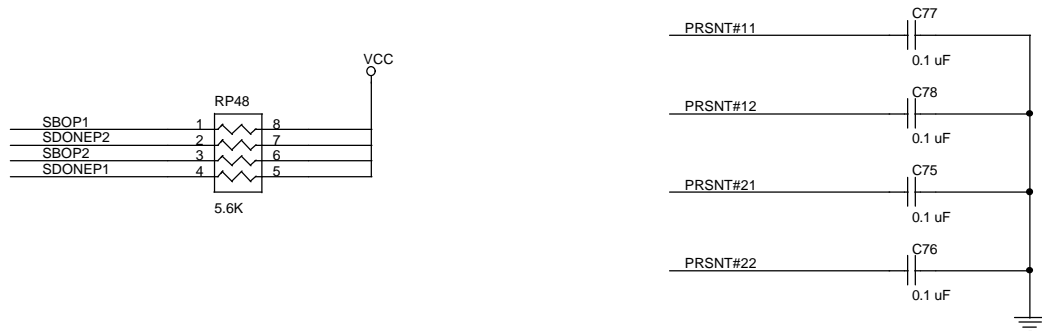 VCC
RP48
SBOP1 1 8
SDONEP2 2 7
SBOP2 3 6
SDONEP1 4 5
5.6K
C77
PRSNT#11
0.1 uF
C78
PRSNT#12
0.1 uF
C75
PRSNT#21
0.1 uF
C76
PRSNT#22
0.1 uF